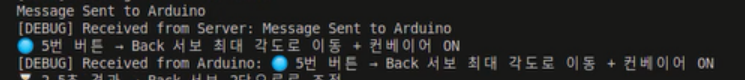 Message Sent to Arduino
[DEBUG] Received from Server: Message Sent to Arduino
🔵 5번 버튼 → Back 서보 최대 각도로 이동 + 컨베이어 ON
[DEBUG] Received from Arduino: 🔵 5번 버튼 → Back 서보 최대 각도로 이동 + 컨베이어 ON